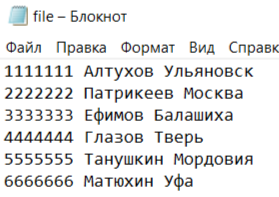 file – Блокнот
Файл Правка Формат Вид Справк
1111111 Алтухов Ульяновск
2222222 Патрикеев Москва
3333333 Ефимов Балашиха
4444444 Глазов Тверь
5555555 Танушкин Мордовия
6666666 Матюхин Уфа